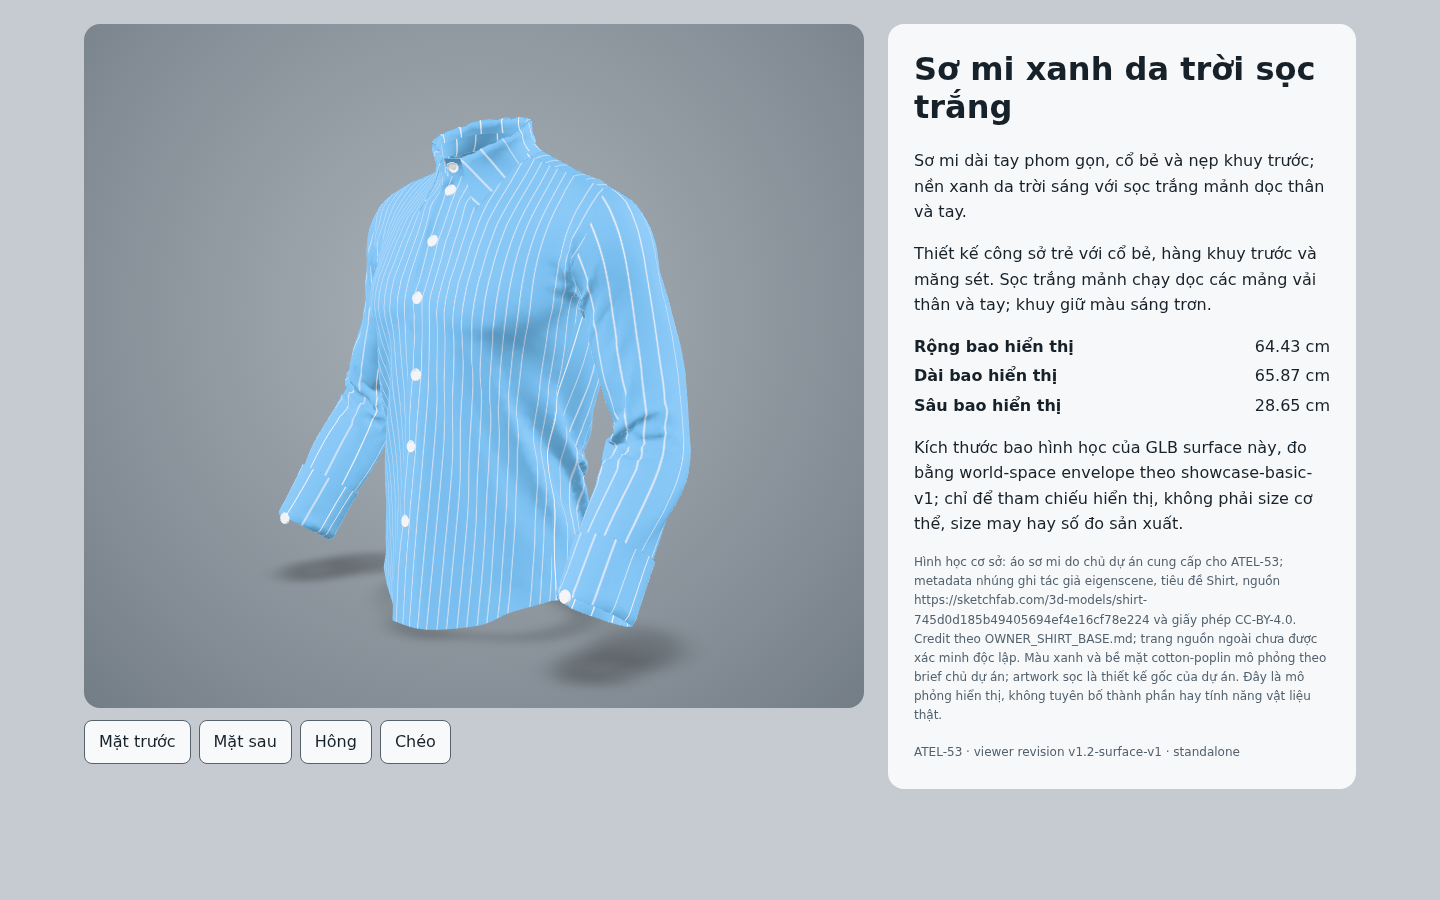 Sơ mi xanh da trời sọc
trắng
Sơ mi dài tay phom gọn, cổ bẻ và nẹp khuy trước;
nền xanh da trời sáng với sọc trắng mảnh dọc thân
và tay.
Thiết kế công sở trẻ với cổ bẻ, hàng khuy trước và
măng sét. Sọc trắng mảnh chạy dọc các mảng vải
thân và tay; khuy giữ màu sáng trơn.
Rộng bao hiển thị 64.43 cm
Dài bao hiển thị 65.87 cm
Sâu bao hiển thị 28.65 cm
Kích thước bao hình học của GLB surface này, đo
bằng world-space envelope theo showcase-basic-
v1; chỉ để tham chiếu hiển thị, không phải size cơ
thể, size may hay số đo sản xuất.
Hình học cơ sở: áo sơ mi do chủ dự án cung cấp cho ATEL-53;
metadata nhúng ghi tác giả eigenscene, tiêu đề Shirt, nguồn
https://sketchfab.com/3d-models/shirt-
745d0d185b49405694ef4e16cf78e224 và giấy phép CC-BY-4.0.
Credit theo OWNER_SHIRT_BASE.md; trang nguồn ngoài chưa được
xác minh độc lập. Màu xanh và bề mặt cotton-poplin mô phỏng theo
brief chủ dự án; artwork sọc là thiết kế gốc của dự án. Đây là mô
phỏng hiển thị, không tuyên bố thành phần hay tính năng vật liệu
thật.
ATEL-53 · viewer revision v1.2-surface-v1 · standalone
Mặt trước Mặt sau Hông Chéo